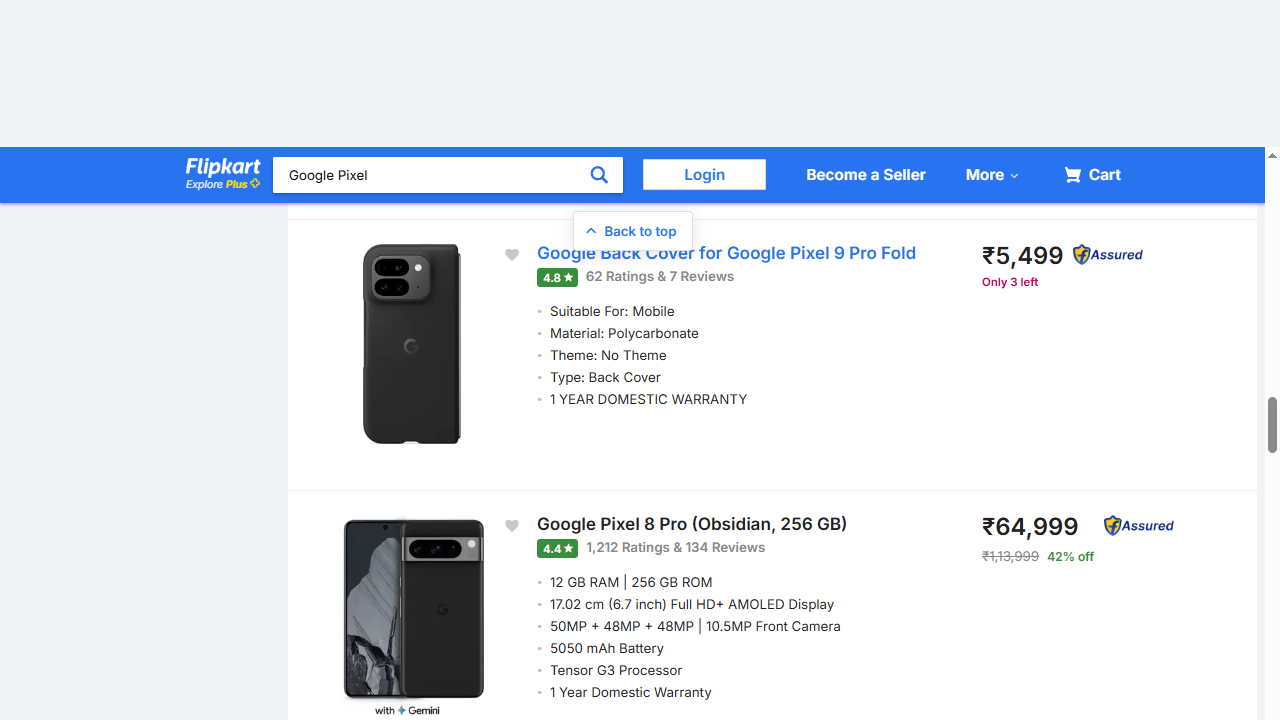 Flipkart
Explore Plus
Google Pixel
Login
Become a Seller
More
Cart
Back to top
Google Back Cover for Google Pixel 9 Pro Fold
4.8 ★ 62 Ratings & 7 Reviews
• Suitable For: Mobile
• Material: Polycarbonate
• Theme: No Theme
• Type: Back Cover
• 1 YEAR DOMESTIC WARRANTY
₹5,499 Assured
Only 3 left
Google Pixel 8 Pro (Obsidian, 256 GB)
4.4 ★ 1,212 Ratings & 134 Reviews
• 12 GB RAM | 256 GB ROM
• 17.02 cm (6.7 inch) Full HD+ AMOLED Display
• 50MP + 48MP + 48MP | 10.5MP Front Camera
• 5050 mAh Battery
• Tensor G3 Processor
• 1 Year Domestic Warranty
₹64,999 Assured
₹1,13,999 42% off
with Gemini